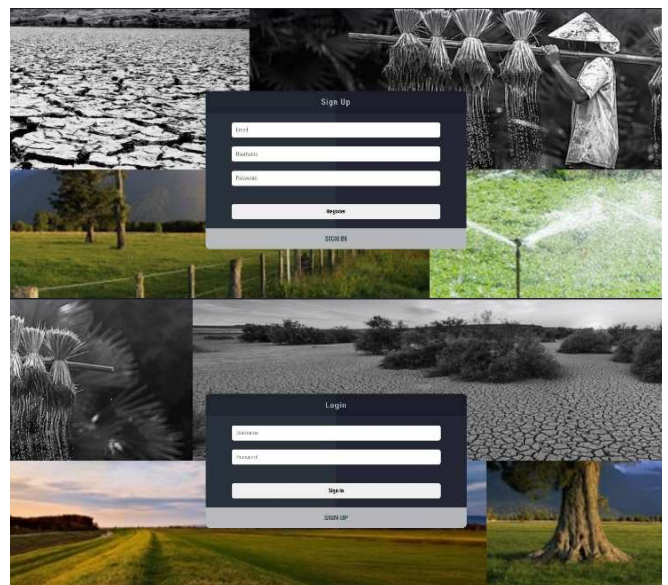 Sign Up
Email
Username
Password
Register
SIGN IN
Login
Username
Password
Sign In
SIGN UP